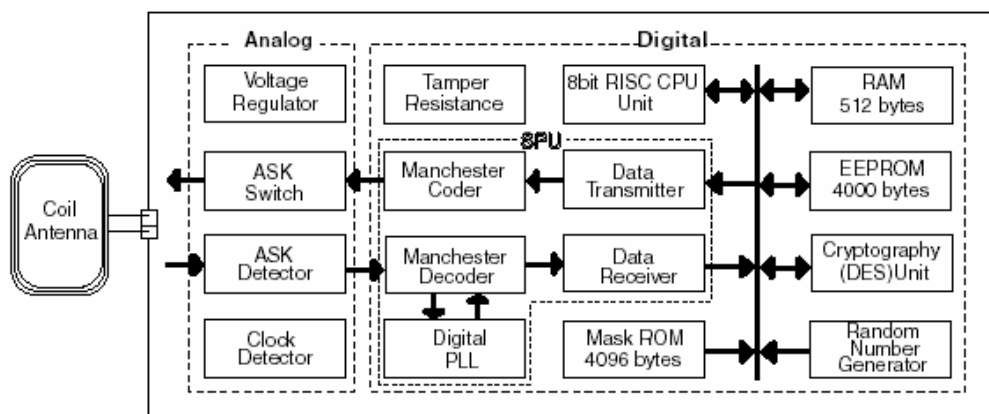 Analog
Digital
Voltage
Regulator
Tamper
Resistance
8bit RISC CPU
Unit
RAM
512 bytes
SPU
ASK
Switch
Manchester
Coder
Data
Transmitter
EEPROM
4000 bytes
Coil
Antenna
ASK
Detector
Manchester
Decoder
Data
Receiver
Cryptography
(DES)Unit
Clock
Detector
Digital
PLL
Mask ROM
4096 bytes
Random
Number
Generator